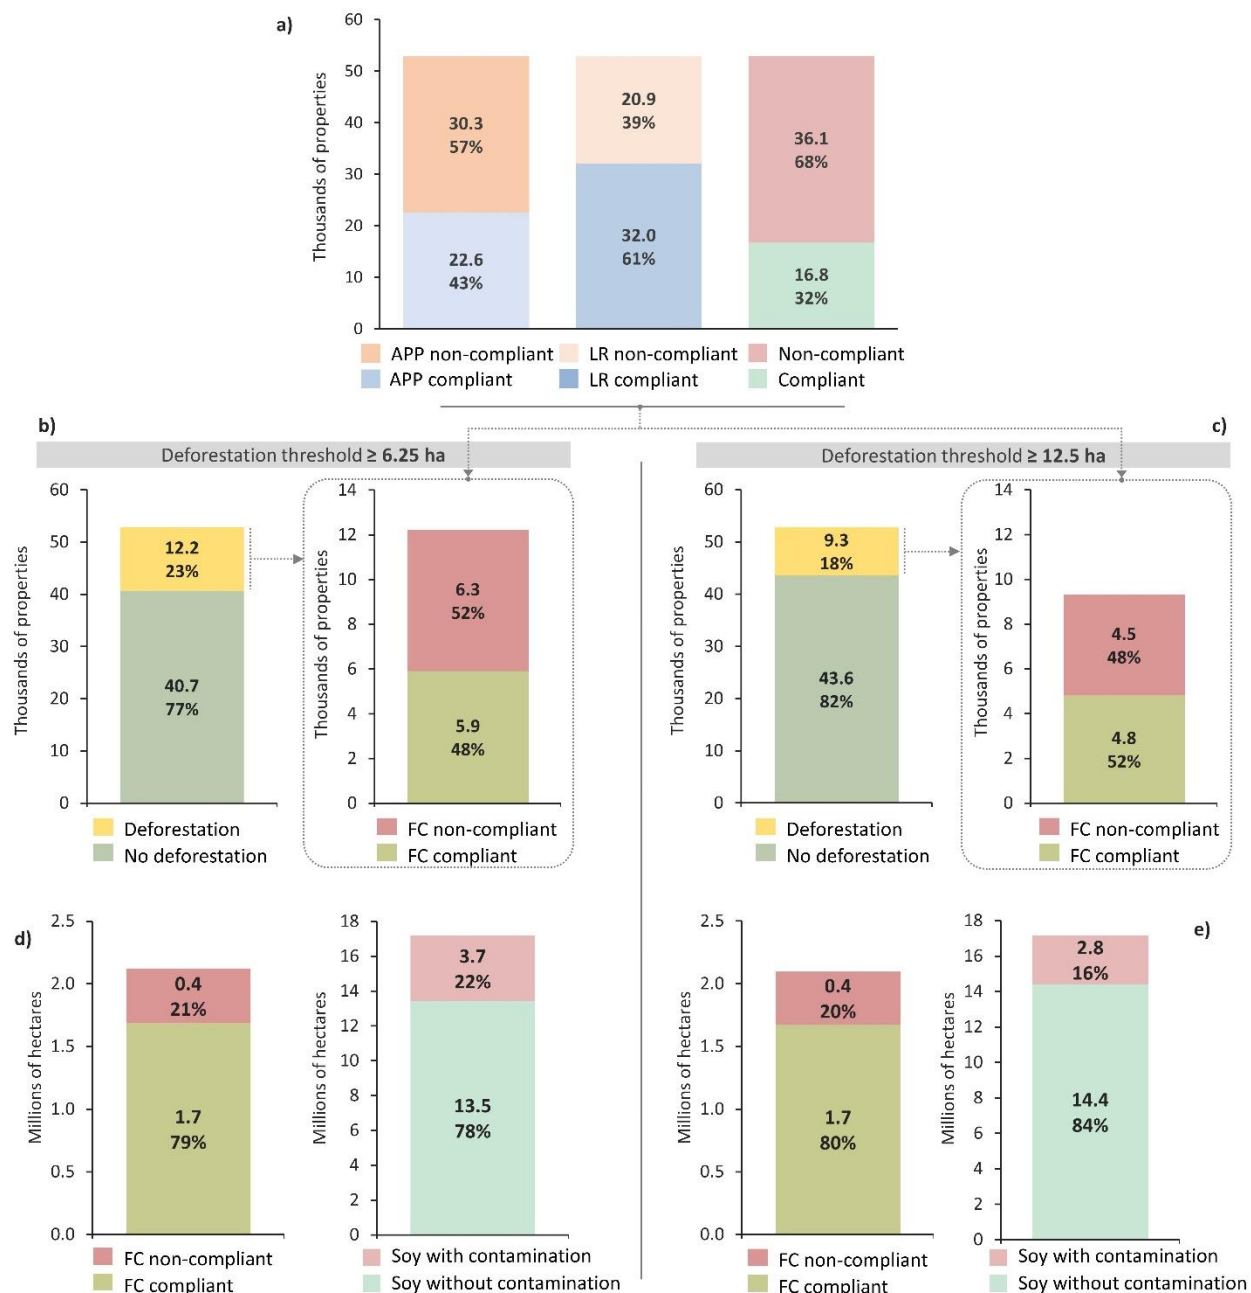 a)
Thousands of properties
60
50
40
30
20
10
0
30.3
57%
22.6
43%
20.9
39%
32.0
61%
36.1
68%
16.8
32%
APP non-compliant
LR non-compliant
Non-compliant
APP compliant
LR compliant
Compliant
b)
Deforestation threshold ≥ 6.25 ha
Thousands of properties
60
50
40
30
20
10
0
12.2
23%
40.7
77%
Deforestation
No deforestation
Thousands of properties
14
12
10
8
6
4
2
0
6.3
52%
5.9
48%
FC non-compliant
FC compliant
c)
Deforestation threshold ≥ 12.5 ha
Thousands of properties
60
50
40
30
20
10
0
9.3
18%
43.6
82%
Deforestation
No deforestation
Thousands of properties
14
12
10
8
6
4
2
0
4.5
48%
4.8
52%
FC non-compliant
FC compliant
d)
Millions of hectares
2.5
2.0
1.5
1.0
0.5
0.0
0.4
21%
1.7
79%
FC non-compliant
FC compliant
Millions of hectares
18
16
14
12
10
8
6
4
2
0
3.7
22%
13.5
78%
Soy with contamination
Soy without contamination
e)
Millions of hectares
2.5
2.0
1.5
1.0
0.5
0.0
0.4
20%
1.7
80%
FC non-compliant
FC compliant
Millions of hectares
18
16
14
12
10
8
6
4
2
0
2.8
16%
14.4
84%
Soy with contamination
Soy without contamination